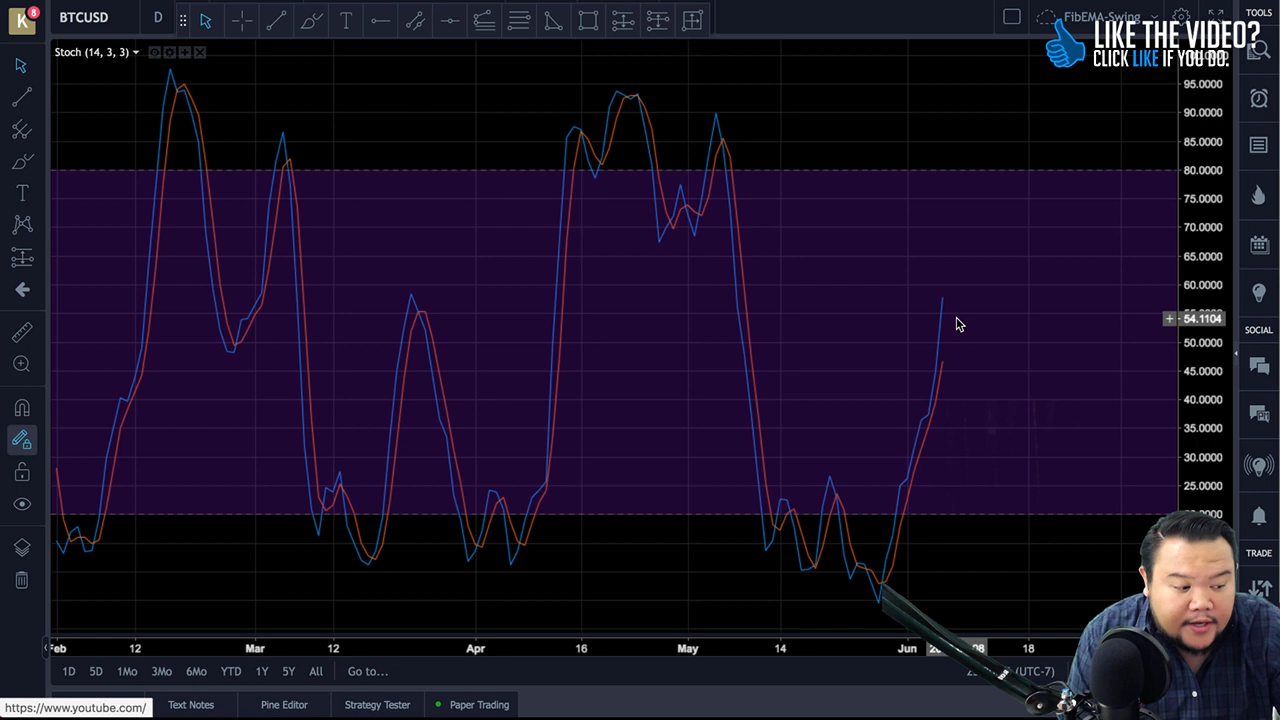 K
8
BTCUSD
D
T
FibEMA-Swing
TOOLS
LIKE THE VIDEO?
CLICK LIKE IF YOU DO.
Stoch (14, 3, 3)
95.0000
90.0000
85.0000
80.0000
75.0000
70.0000
65.0000
60.0000
54.1104
50.0000
45.0000
40.0000
35.0000
30.0000
25.0000
SOCIAL
TRADE
Feb
12
Mar
12
Apr
16
May
14
Jun
08
18
1D
5D
1Mo
3Mo
6Mo
YTD
1Y
5Y
All
Go to...
(UTC-7)
https://www.youtube.com/
Text Notes
Pine Editor
Strategy Tester
Paper Trading